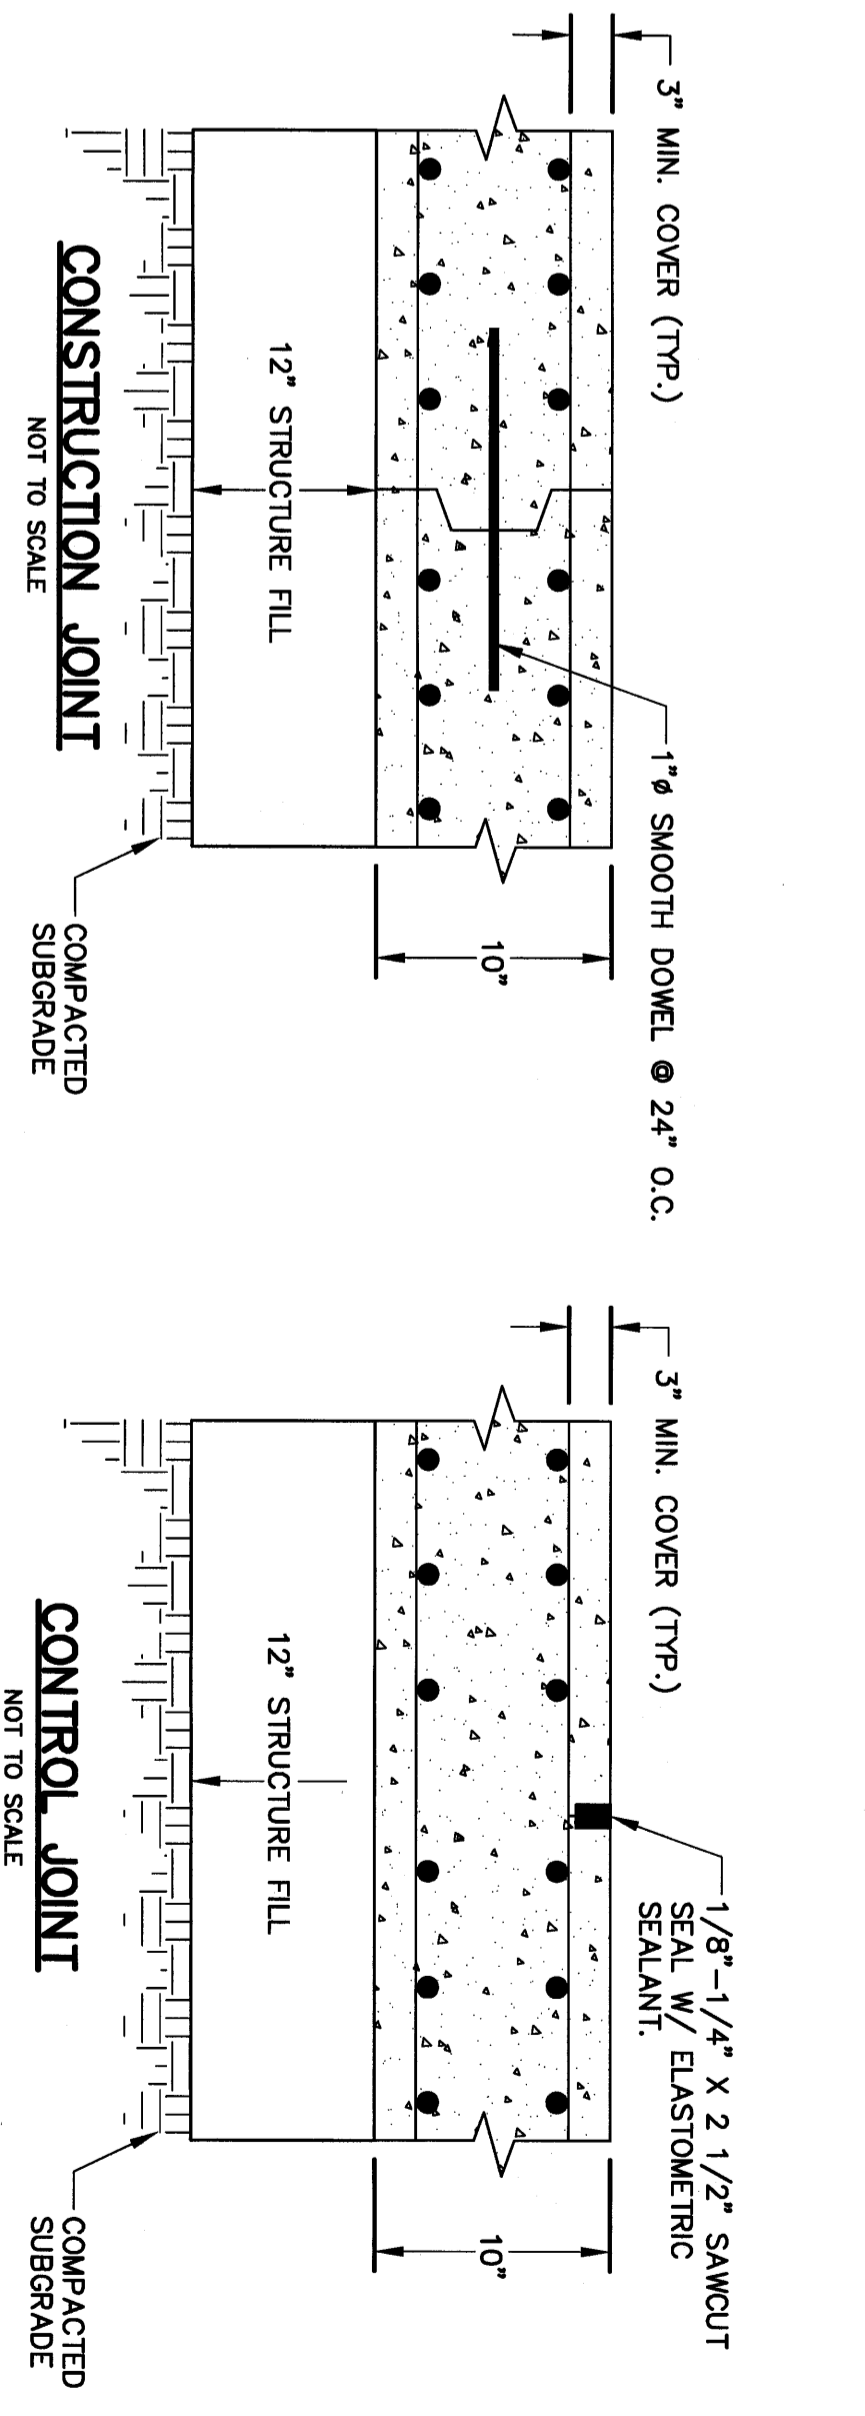 3" MIN. COVER (TYP.)
1"ø SMOOTH DOWEL @ 24" O.C.
10"
12" STRUCTURE FILL
COMPACTED
SUBGRADE
CONSTRUCTION JOINT
NOT TO SCALE
3" MIN. COVER (TYP.)
1/8"-1/4" X 2 1/2" SAWCUT
SEAL W/ ELASTOMETRIC
SEALANT.
10"
12" STRUCTURE FILL
COMPACTED
SUBGRADE
CONTROL JOINT
NOT TO SCALE